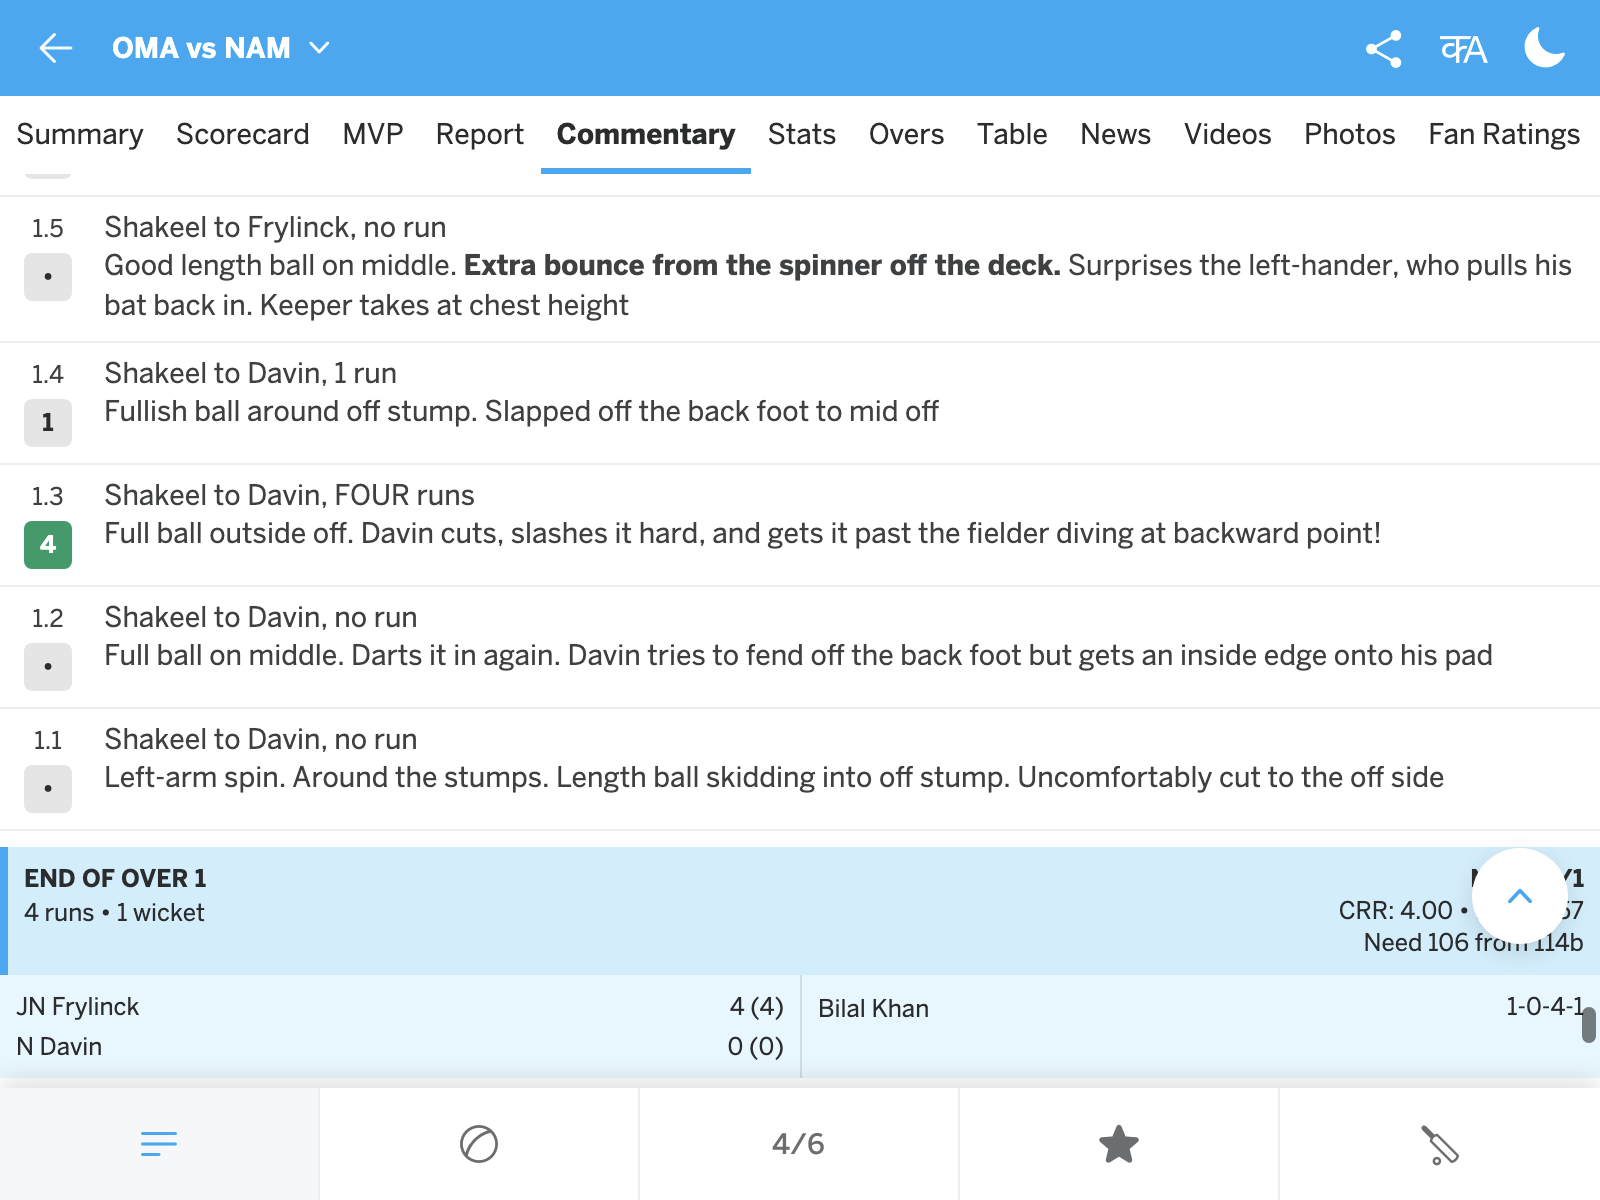 OMA vs NAM
Summary Scorecard MVP Report Commentary Stats Overs Table News Videos Photos Fan Ratings
1.5 Shakeel to Frylinck, no run
• Good length ball on middle. Extra bounce from the spinner off the deck. Surprises the left-hander, who pulls his
bat back in. Keeper takes at chest height
1.4 Shakeel to Davin, 1 run
1 Fullish ball around off stump. Slapped off the back foot to mid off
1.3 Shakeel to Davin, FOUR runs
4 Full ball outside off. Davin cuts, slashes it hard, and gets it past the fielder diving at backward point!
1.2 Shakeel to Davin, no run
• Full ball on middle. Darts it in again. Davin tries to fend off the back foot but gets an inside edge onto his pad
1.1 Shakeel to Davin, no run
• Left-arm spin. Around the stumps. Length ball skidding into off stump. Uncomfortably cut to the off side
END OF OVER 1
4 runs • 1 wicket
CRR: 4.00 •
Need 106 from 114b
JN Frylinck 4 (4)
N Davin 0 (0)
Bilal Khan 1-0-4-1
4/6